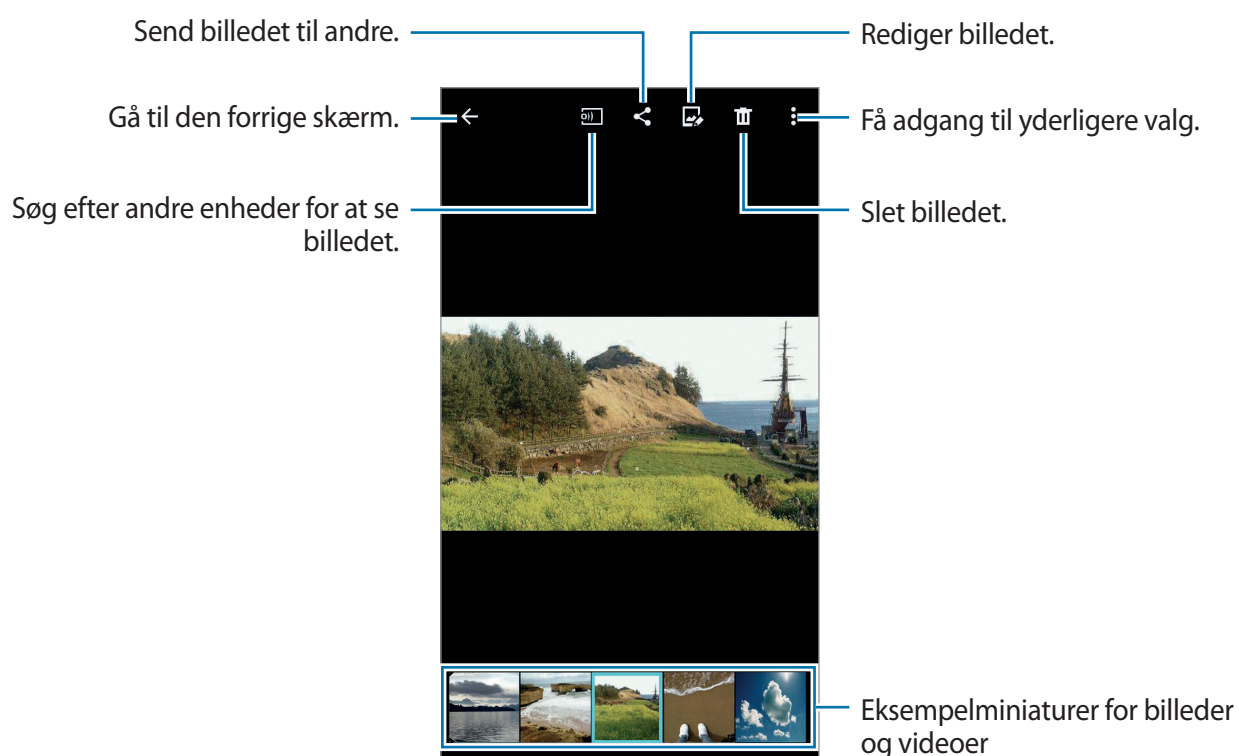 Send billedet til andre.
Rediger billedet.
Gå til den forrige skærm.
Få adgang til yderligere valg.
Søg efter andre enheder for at se
billedet.
Slet billedet.
Eksempelminiaturer for billeder
og videoer